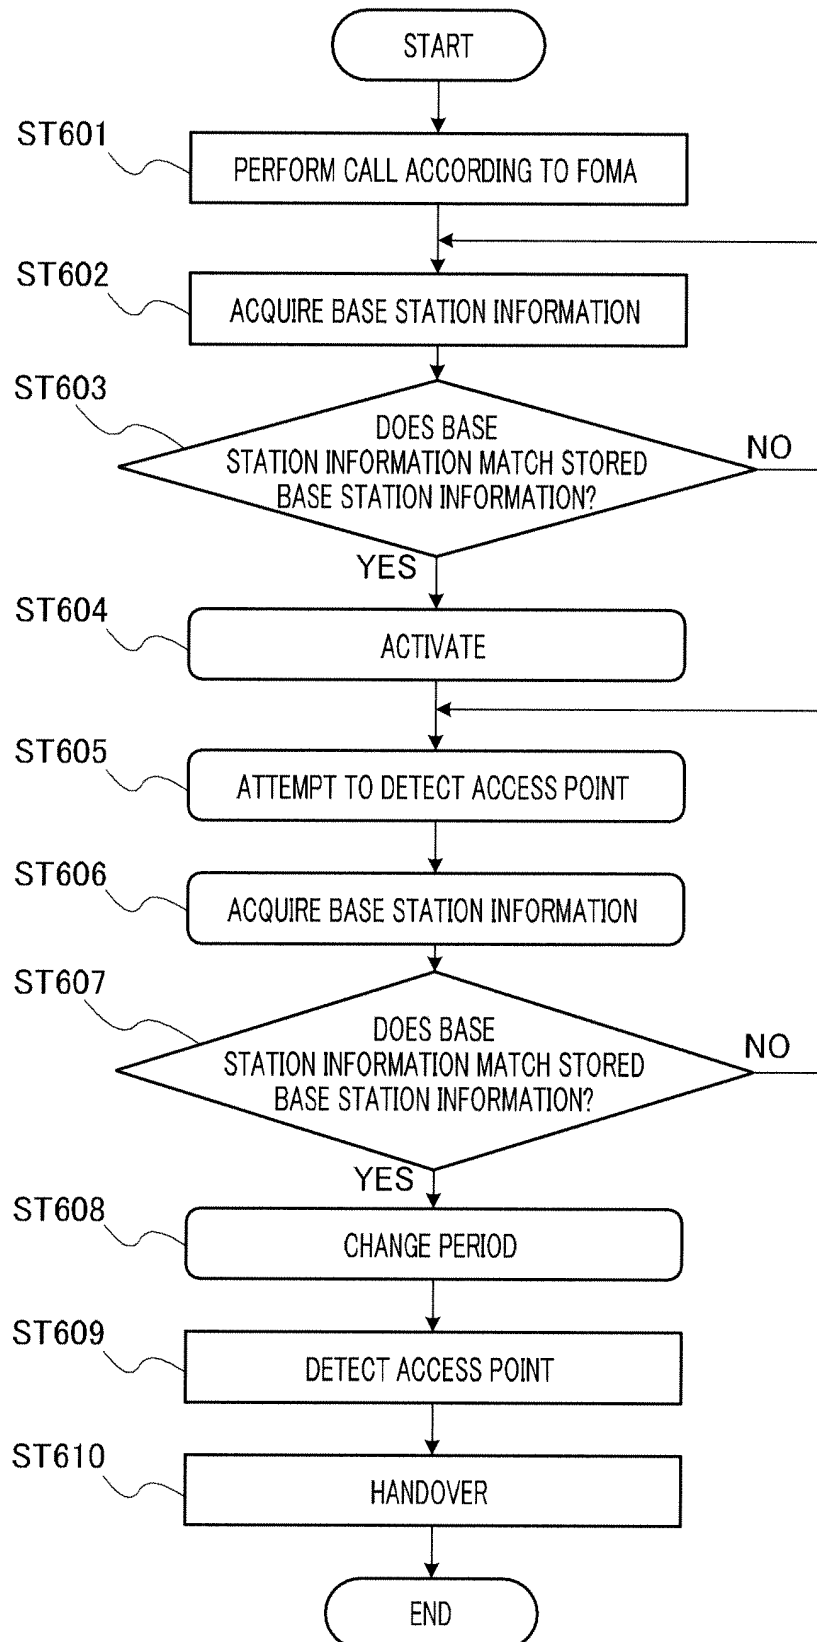 START
ST601
PERFORM CALL ACCORDING TO FOMA
ST602
ACQUIRE BASE STATION INFORMATION
ST603
DOES BASE
STATION INFORMATION MATCH STORED
BASE STATION INFORMATION?
NO
YES
ST604
ACTIVATE
ST605
ATTEMPT TO DETECT ACCESS POINT
ST606
ACQUIRE BASE STATION INFORMATION
ST607
DOES BASE
STATION INFORMATION MATCH STORED
BASE STATION INFORMATION?
NO
YES
ST608
CHANGE PERIOD
ST609
DETECT ACCESS POINT
ST610
HANDOVER
END